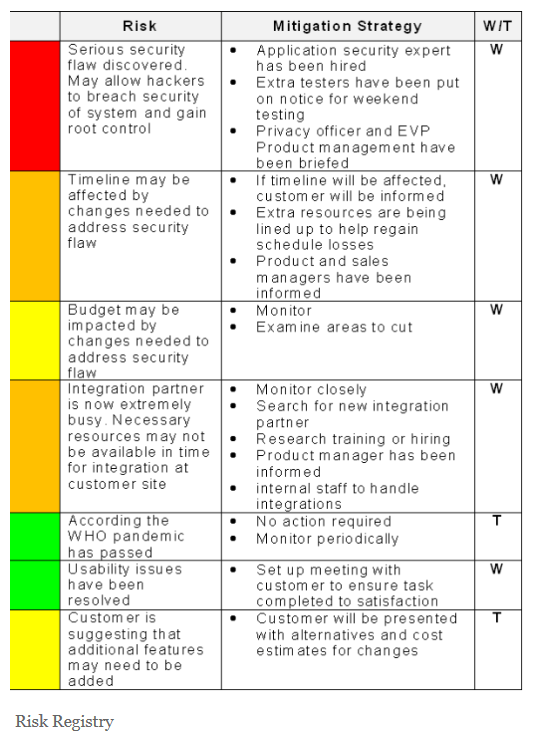 Risk Mitigation Strategy W/T
Serious security
flaw discovered.
May allow hackers
to breach security
of system and gain
root control
• Application security expert
has been hired
• Extra testers have been put
on notice for weekend
testing
• Privacy officer and EVP
Product management have
been briefed
W
Timeline may be
affected by
changes needed to
address security
flaw
• If timeline will be affected,
customer will be informed
• Extra resources are being
lined up to help regain
schedule losses
• Product and sales
managers have been
informed
W
Budget may be
impacted by
changes needed to
address security
flaw
• Monitor
• Examine areas to cut
W
Integration partner
is now extremely
busy. Necessary
resources may not
be available in time
for integration at
customer site
• Monitor closely
• Search for new integration
partner
• Research training or hiring
• Product manager has been
informed
• internal staff to handle
integrations
W
According the
WHO pandemic
has passed
• No action required
• Monitor periodically
T
Usability issues
have been
resolved
• Set up meeting with
customer to ensure task
completed to satisfaction
W
Customer is
suggesting that
additional features
may need to be
added
• Customer will be presented
with alternatives and cost
estimates for changes
T
Risk Registry